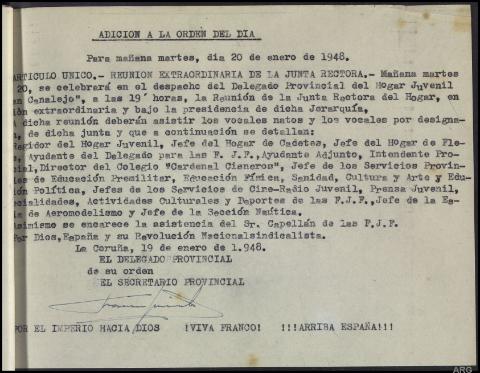 ADICION A LA ORDEN DEL DIA
Para mañana martes, dia 20 de enero de 1948.
ARTICULO UNICO.- REUNION EXTRAORDINARIA DE LA JUNTA RECTORA.- Mañana martes
20, se celebrará en el despacho del Delegado Provincial del Hogar Juvenil
an Canalejo", a las 19 horas, la Reunión de la Junta Rectora del Hogar, en
ión extraordinaria y bajo la presidencia de dicha Jerarquía,
A dicha reunión deberán asistir los vocales natos y los vocales por designa-
, de dicha junta y que a continuación se detallan:
Regidor del Hogar Juvenil, Jefe del Hogar de Cadetes, Jefe del Hogar de Fle-
s, Ayudante del Delegado para las F. J.F., Ayudante Adjunto, Intendente Pro-
ial, Director del Colegio "Cardenal Cisneros", Jefe de los Servicios Provin-
es de Educación Premilitar, Educación Física, Sanidad, Cultura y Arte y Edu-
ión Política, Jefes de los Servicios de Cine-Radio Juvenil, Prensa Juvenil,
ecialidades, Actividades Culturales y Deportes de las F.J.F., Jefe de la Es-
la de Aeromodelismo y Jefe de la Sección Naútica.
Asimismo se encarece la asistencia del Sr. Capellán de las F.J.F.
Por Dios, España y su Revolución Nacionalsindicalista.
La Coruña, 19 de enero de 1.948.
EL DELEGADO PROVINCIAL
de su orden
EL SECRETARIO PROVINCIAL
POR EL IMPERIO HACIA DIOS !VIVA FRANCO! !!!ARRIBA ESPAÑA!!!
ARG